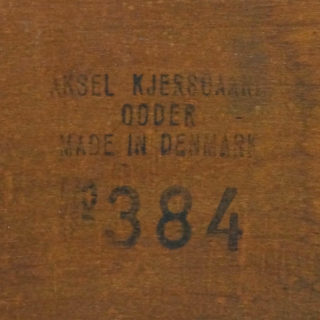 AKSEL KJERSGAARD
ODDER
MADE IN DENMARK
No 384